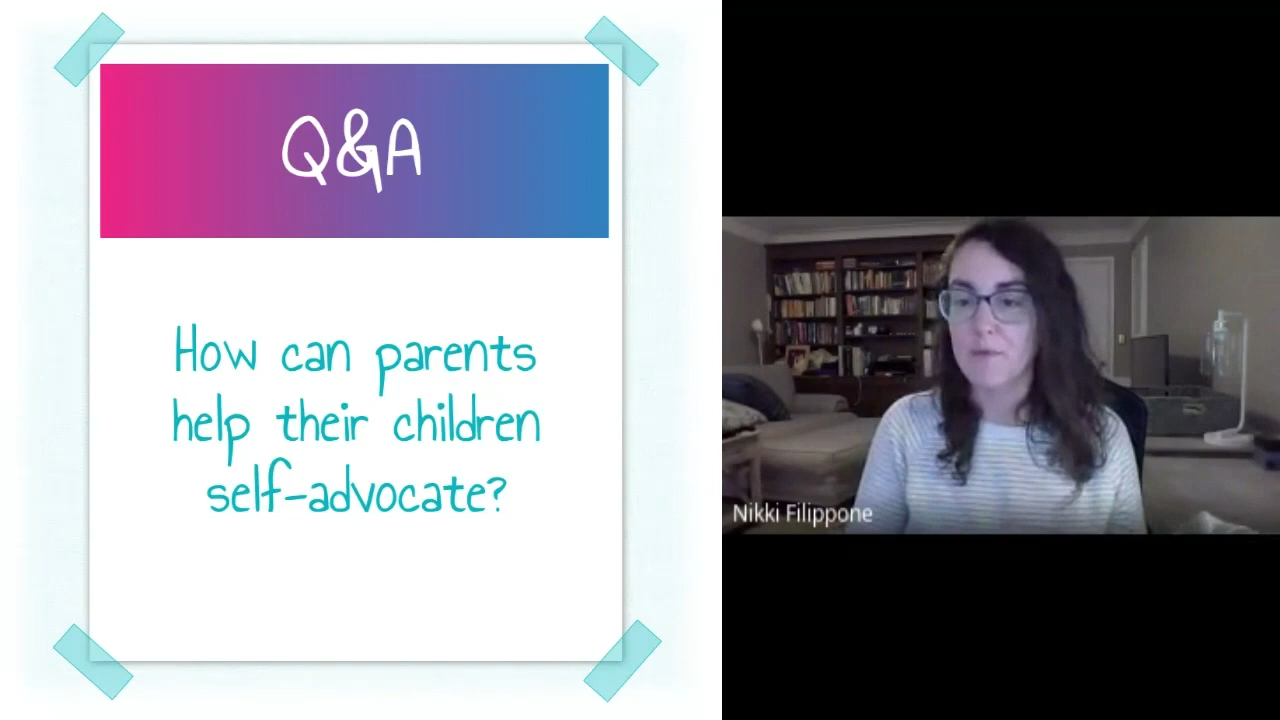 Q&A
How can parents
help their children
self-advocate?
Nikki Filippone